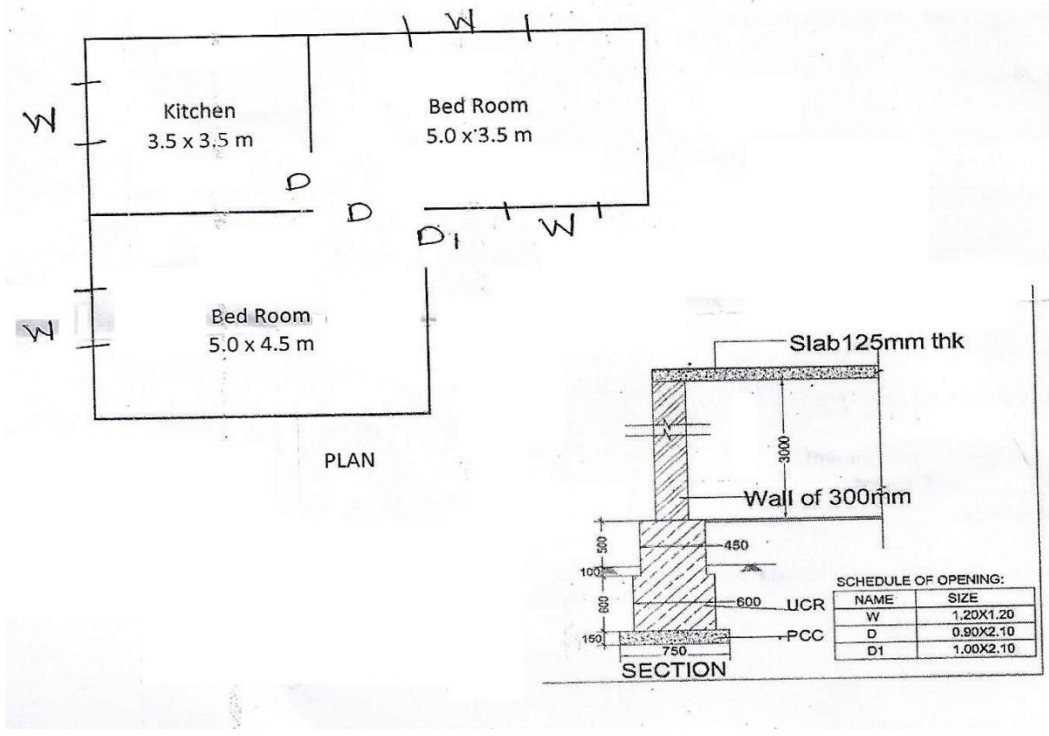 W
Kitchen
3.5 x 3.5 m
Bed Room
5.0 x 3.5 m
W
D
D
D1
W
W
Bed Room
5.0 x 4.5 m
PLAN
Slab125mm thk
3000
Wall of 300mm
500
450
100
600
600
UCR
150
PCC
750
SECTION
SCHEDULE OF OPENING:
NAME SIZE
W 1.20X1.20
D 0.90X2.10
D1 1.00X2.10